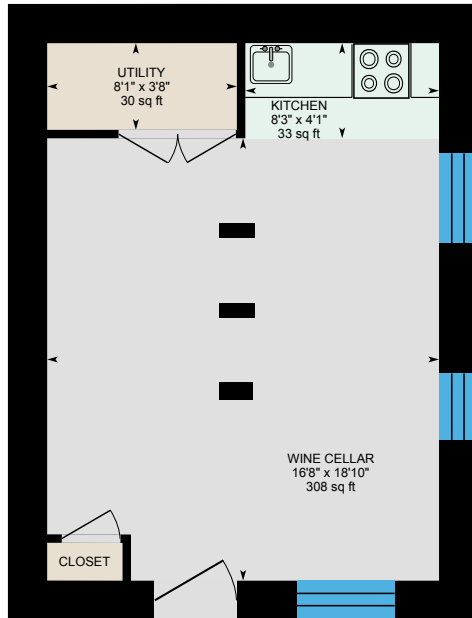 UTILITY
8'1" x 3'8"
30 sq ft
KITCHEN
8'3" x 4'1"
33 sq ft
WINE CELLAR
16'8" x 18'10"
308 sq ft
CLOSET